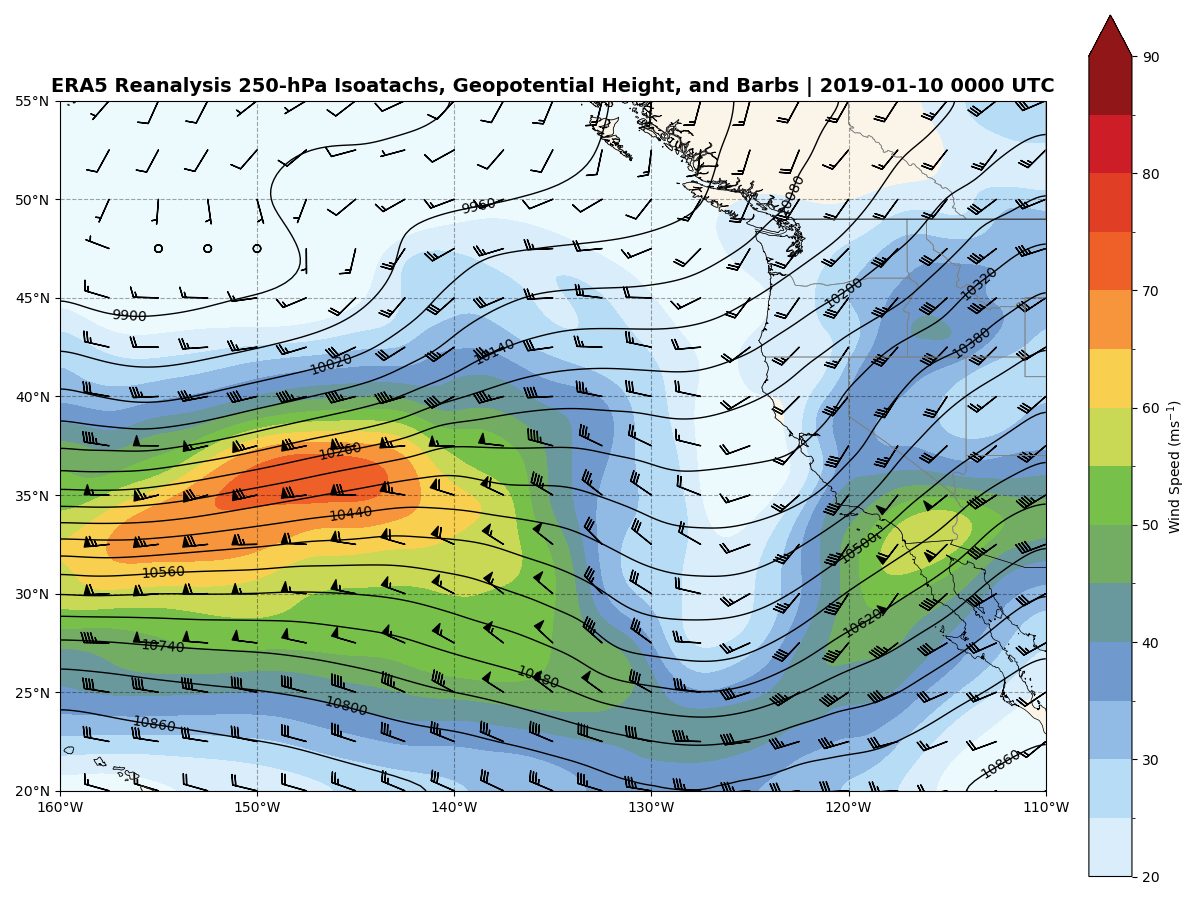 ERA5 Reanalysis 250-hPa Isoatachs, Geopotential Height, and Barbs | 2019-01-10 0000 UTC
55°N
50°N
45°N
40°N
35°N
30°N
25°N
20°N
160°W
150°W
140°W
130°W
120°W
110°W
9960
9900
10020
10140
10260
10440
10560
10740
10680
10800
10860
10080
10200
10320
10380
10500
10620
10860
90
80
70
60
50
40
30
20
Wind Speed (ms⁻¹)